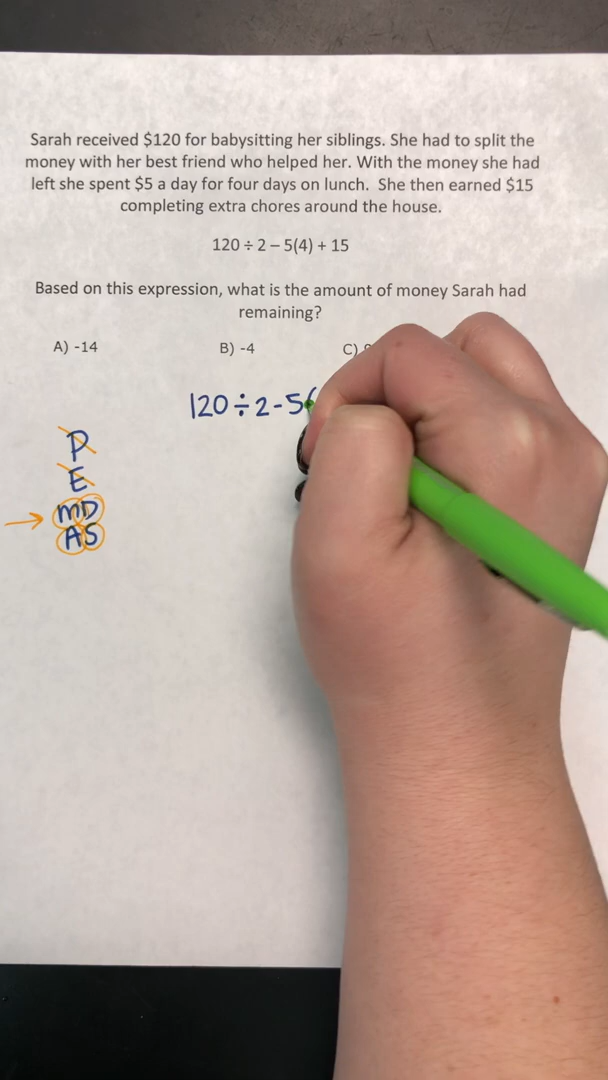 Sarah received $120 for babysitting her siblings. She had to split the
money with her best friend who helped her. With the money she had
left she spent $5 a day for four days on lunch. She then earned $15
completing extra chores around the house.
120 ÷ 2 – 5(4) + 15
Based on this expression, what is the amount of money Sarah had
remaining?
A) -14 B) -4 C)
120÷2-5(
P
E
MD
AS